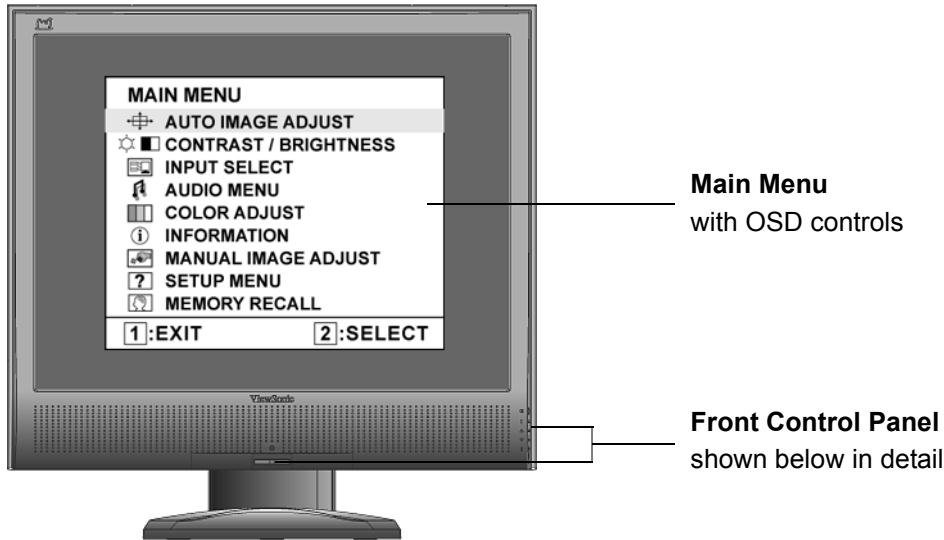 MAIN MENU
AUTO IMAGE ADJUST
CONTRAST / BRIGHTNESS
INPUT SELECT
AUDIO MENU
COLOR ADJUST
INFORMATION
MANUAL IMAGE ADJUST
? SETUP MENU
MEMORY RECALL
1:EXIT 2:SELECT
Main Menu
with OSD controls
ViewSonic
Front Control Panel
shown below in detail